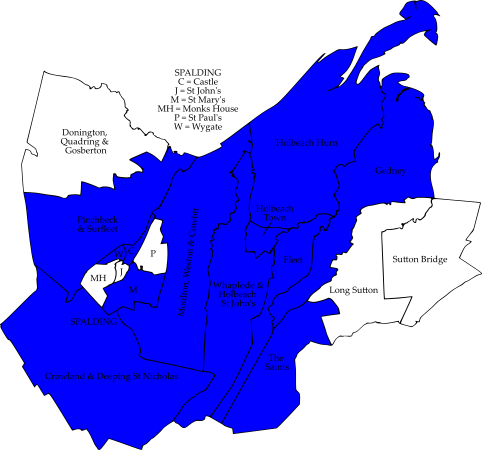 SPALDING
C = Castle
J = St John's
M = St Mary's
MH = Monks House
P = St Paul's
W = Wygate
Donington,
Quadring &
Gosberton
Holbeach Hurn
Gedney
Holbeach
Town
Pinchbeck
& Surfleet
Moulton, Weston & Cowbit
P
MH
J
M
Fleet
Whaplode &
Holbeach
St John's
Sutton Bridge
Long Sutton
SPALDING
The
Saints
Crowland & Deeping St Nicholas